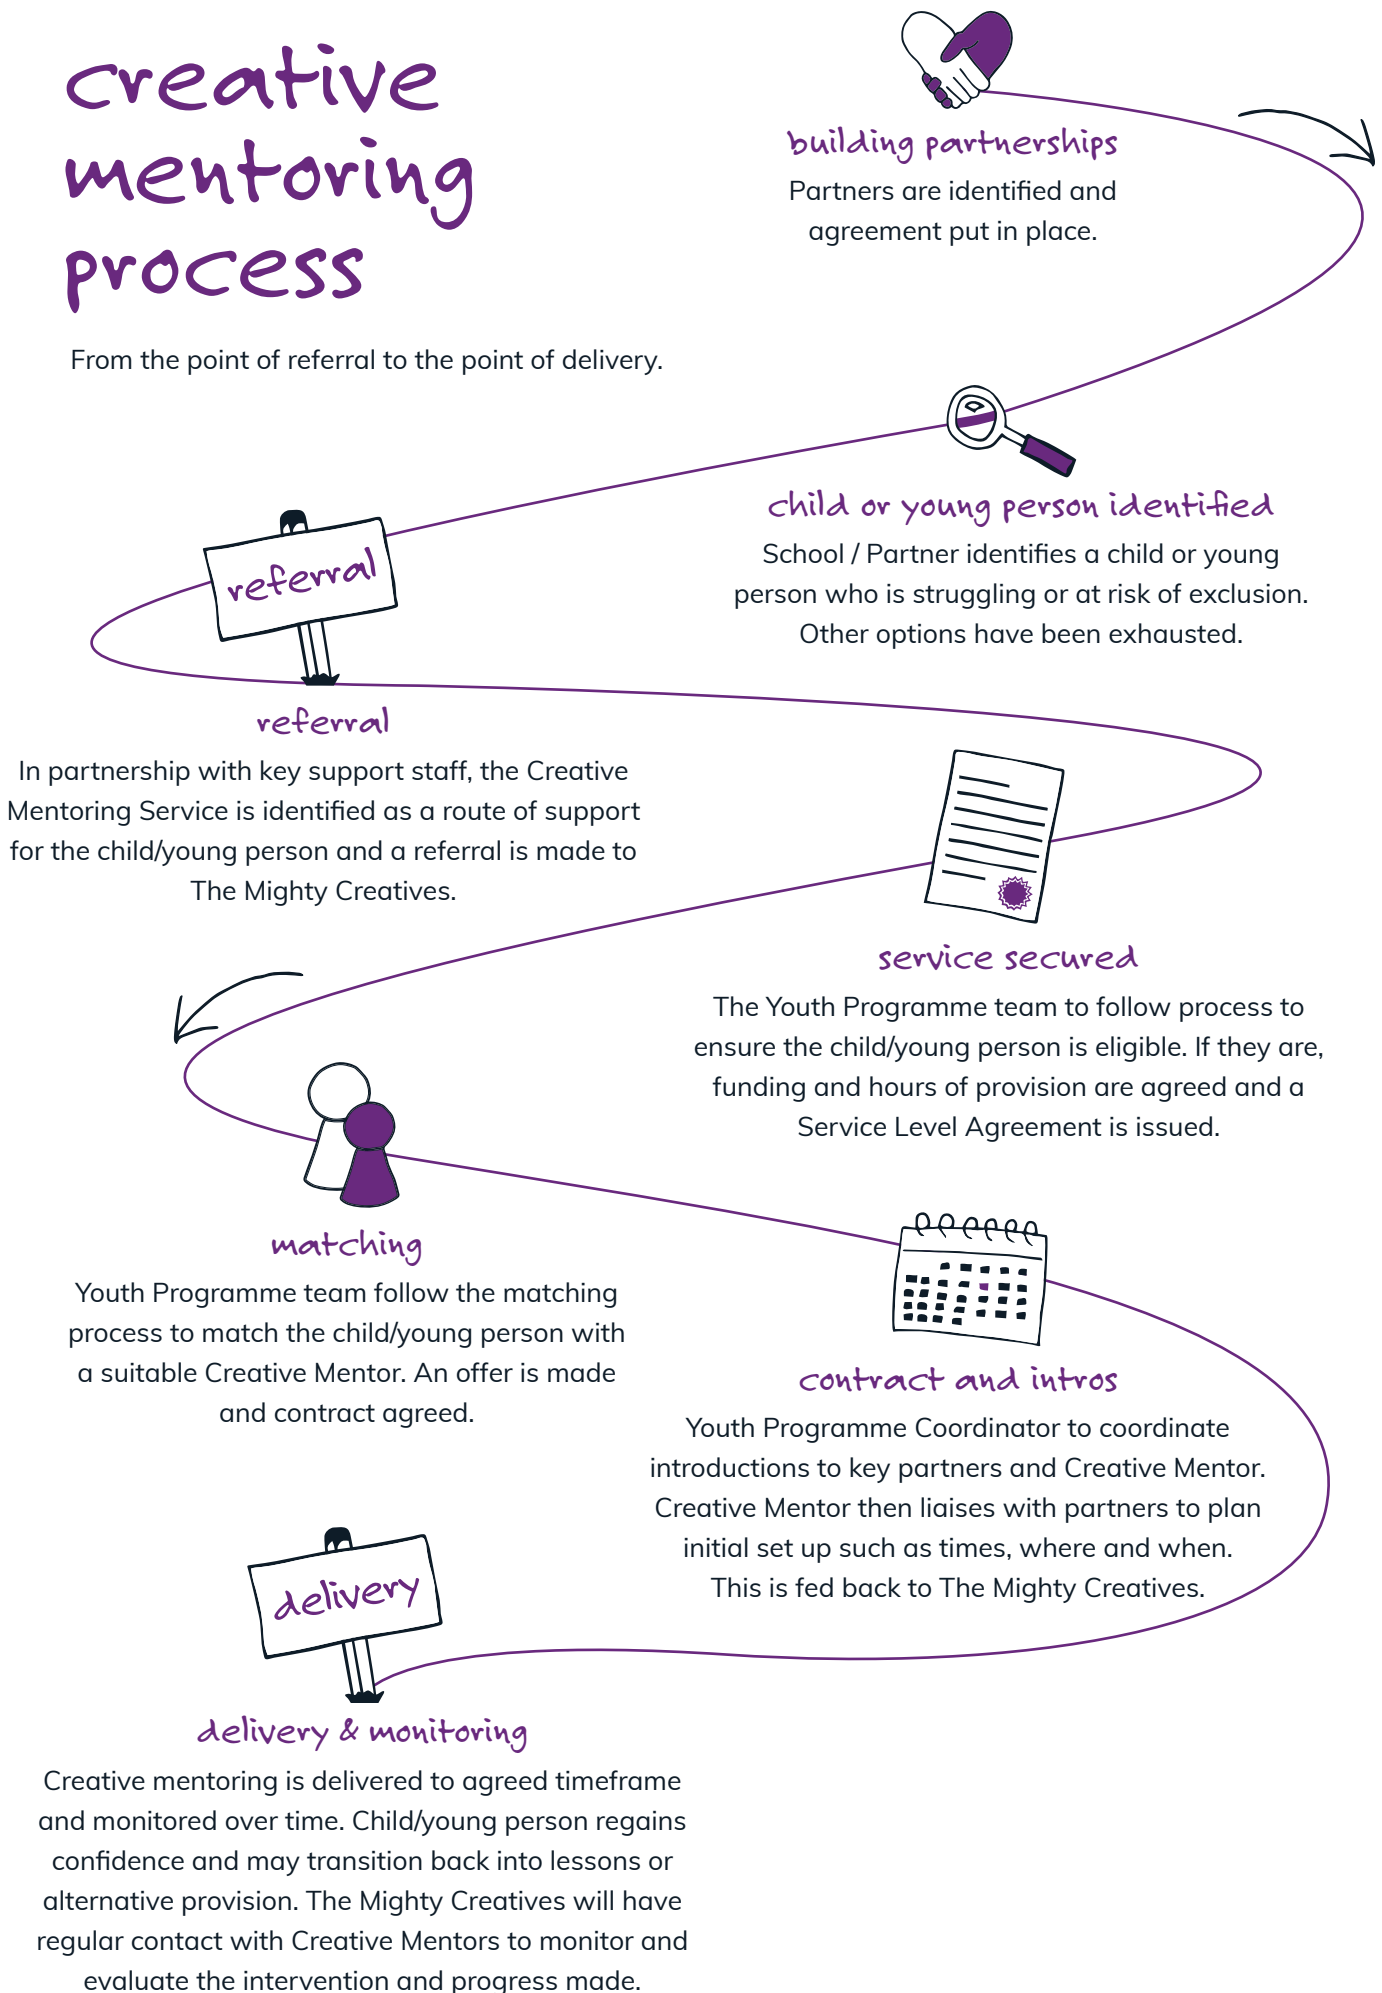 creative
mentoring
process
From the point of referral to the point of delivery.
building partnerships
Partners are identified and
agreement put in place.
child or young person identified
School / Partner identifies a child or young
person who is struggling or at risk of exclusion.
Other options have been exhausted.
referral
referral
In partnership with key support staff, the Creative
Mentoring Service is identified as a route of support
for the child/young person and a referral is made to
The Mighty Creatives.
service secured
The Youth Programme team to follow process to
ensure the child/young person is eligible. If they are,
funding and hours of provision are agreed and a
Service Level Agreement is issued.
matching
Youth Programme team follow the matching
process to match the child/young person with
a suitable Creative Mentor. An offer is made
and contract agreed.
contract and intros
Youth Programme Coordinator to coordinate
introductions to key partners and Creative Mentor.
Creative Mentor then liaises with partners to plan
initial set up such as times, where and when.
This is fed back to The Mighty Creatives.
delivery
delivery & monitoring
Creative mentoring is delivered to agreed timeframe
and monitored over time. Child/young person regains
confidence and may transition back into lessons or
alternative provision. The Mighty Creatives will have
regular contact with Creative Mentors to monitor and
evaluate the intervention and progress made.